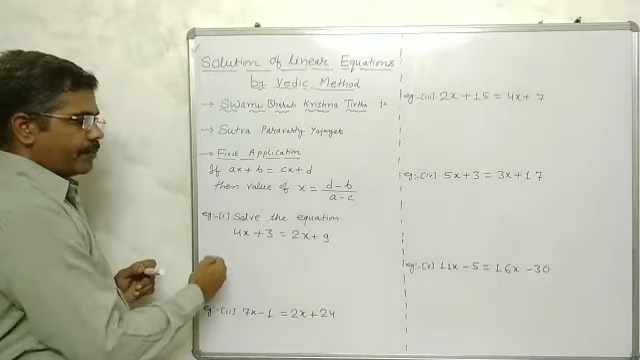 Solution of linear Equations
by Vedic Method
→ Swami Bharati Krishna Tirtha
→ Sutra Paravarty Yojayet
→ First Application
If ax + b = cx + d
then value of x = d - b / a - c
eg:- (i) Solve the equation
4x + 3 = 2x + 9
eg:- (ii) 7x - 1 = 2x + 24
eg:- (iii) 2x + 15 = 4x + 7
eg:- (iv) 5x + 3 = 3x + 17
eg:- (v) 11x - 5 = 16x - 30